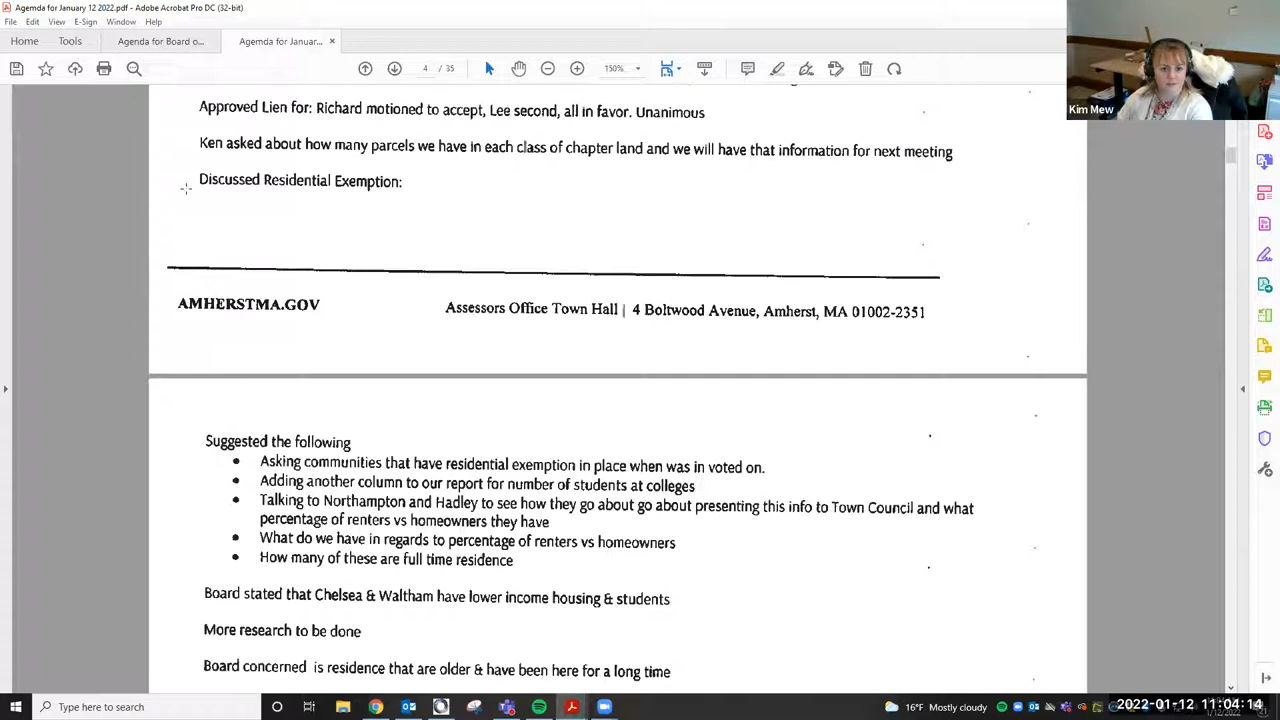 Agemda for January 12 2022.pdf - Adobe Acrobat Pro DC (32-bit)
File Edit View E-Sign Window Help
Home Tools Agemda for Board o... Agemda for Januar... ×
4 / 35 150%
Kim Mew
Approved Lien for: Richard motioned to accept, Lee second, all in favor. Unanimous
Ken asked about how many parcels we have in each class of chapter land and we will have that information for next meeting
Discussed Residential Exemption:
AMHERSTMA.GOV Assessors Office Town Hall | 4 Boltwood Avenue, Amherst, MA 01002-2351
Suggested the following
• Asking communities that have residential exemption in place when was in voted on.
• Adding another column to our report for number of students at colleges
• Talking to Northampton and Hadley to see how they go about go about presenting this info to Town Council and what
percentage of renters vs homeowners they have
• What do we have in regards to percentage of renters vs homeowners
• How many of these are full time residence
Board stated that Chelsea & Waltham have lower income housing & students
More research to be done
Board concerned is residence that are older & have been here for a long time
Type here to search
16°F Mostly cloudy
2022-01-12 11:04:14